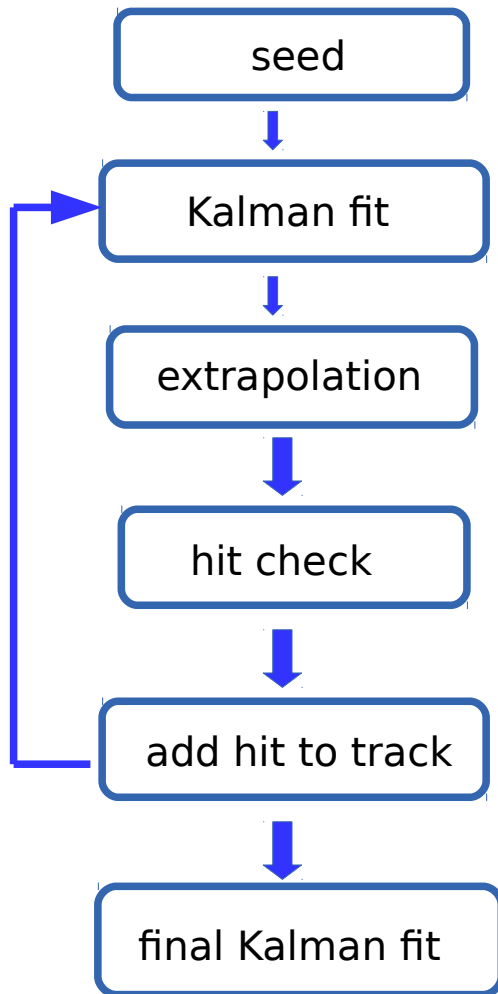 seed
Kalman fit
extrapolation
hit check
add hit to track
final Kalman fit